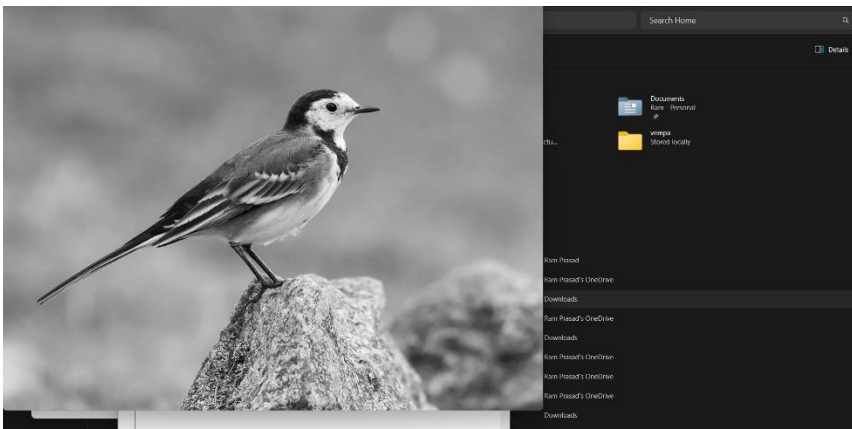 Search Home
Details
Documents
Ram - Personal
ctu...
vnrnpa
Stored locally
Ram Prasad
Ram Prasad's OneDrive
Downloads
Ram Prasad's OneDrive
Downloads
Ram Prasad's OneDrive
Ram Prasad's OneDrive
Ram Prasad's OneDrive
Downloads